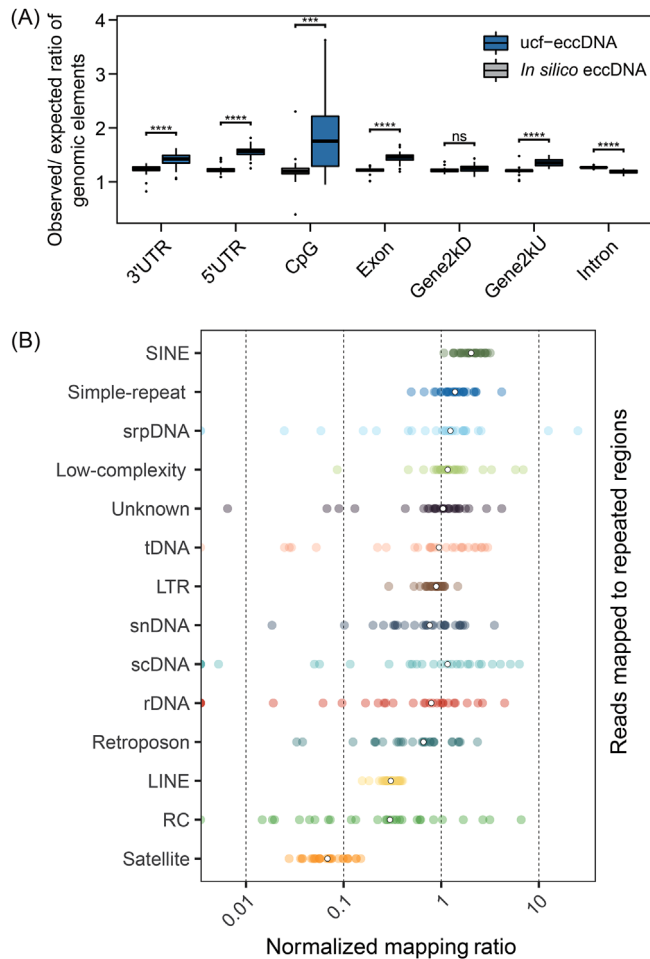 (A)
Observed/ expected ratio of
genomic elements
4
3
2
1
****
****
***
****
ns
****
****
ucf−eccDNA
In silico eccDNA
3'UTR
5'UTR
CpG
Exon
Gene2kD
Gene2kU
Intron
(B)
SINE
Simple-repeat
srpDNA
Low-complexity
Unknown
tDNA
LTR
snDNA
scDNA
rDNA
Retroposon
LINE
RC
Satellite
Reads mapped to repeated regions
0.01
0.1
1
10
Normalized mapping ratio